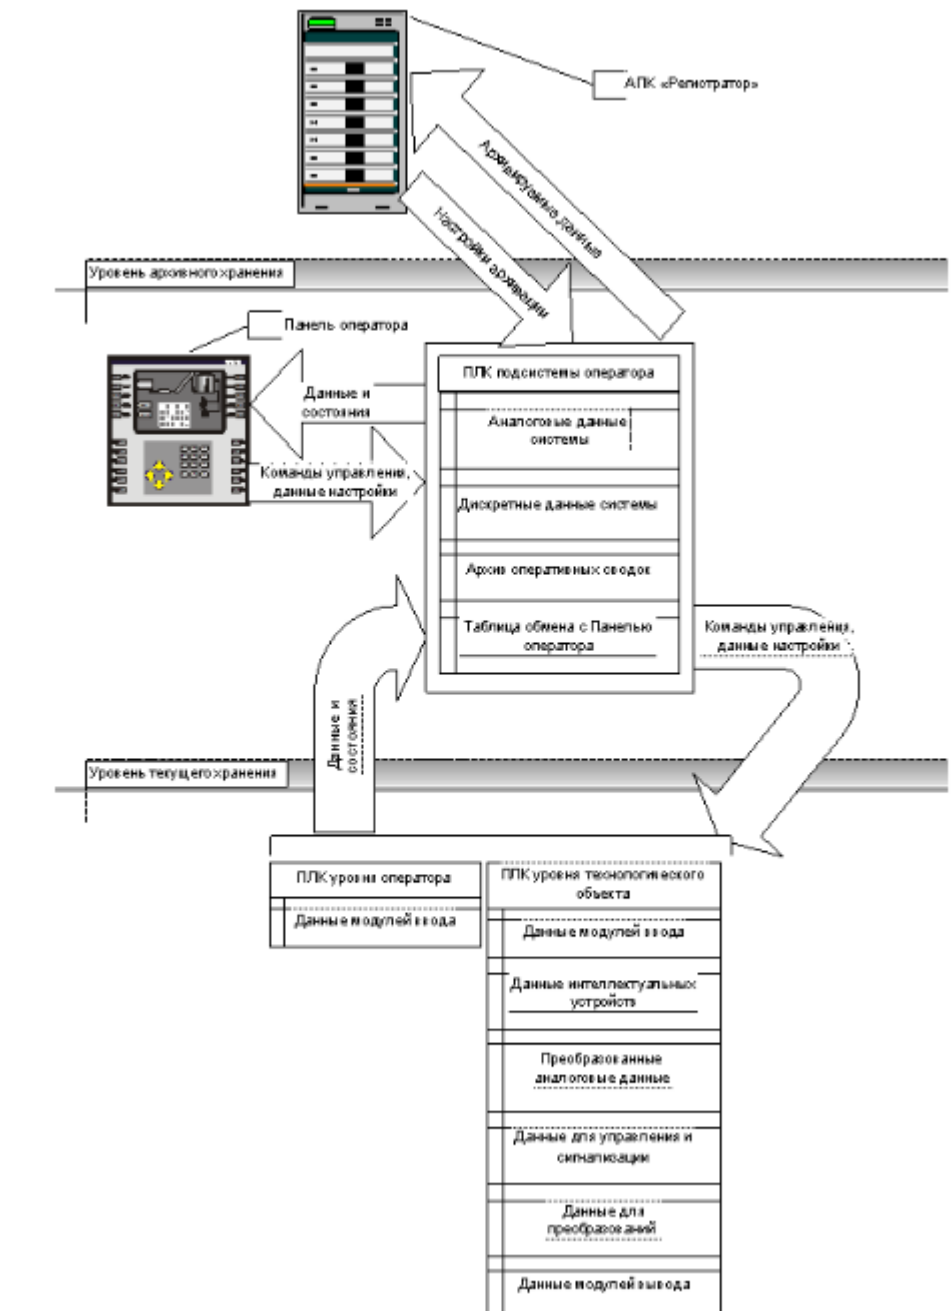 АПК «Регистратор»
Архивируемые данные
Настройки архивации
Уровень архивного хранения
Панель оператора
ПЛК подсистемы оператора
Данные и
состояния
Аналоговые данные
системы
Команды управления,
данные настройки
Дискретные данные системы
Архив оперативных сводок
Таблица обмена с Панелью
оператора
Команды управления,
данные настройки
Данные и
состояния
Уровень текущего хранения
ПЛК уровня оператора
Данные модулей ввода
ПЛК уровня технологического
объекта
Данные модулей ввода
Данные интеллектуальных
устройств
Преобразованные
аналоговые данные
Данные для управления и
сигнализации
Данные для
преобразований
Данные модулей вывода